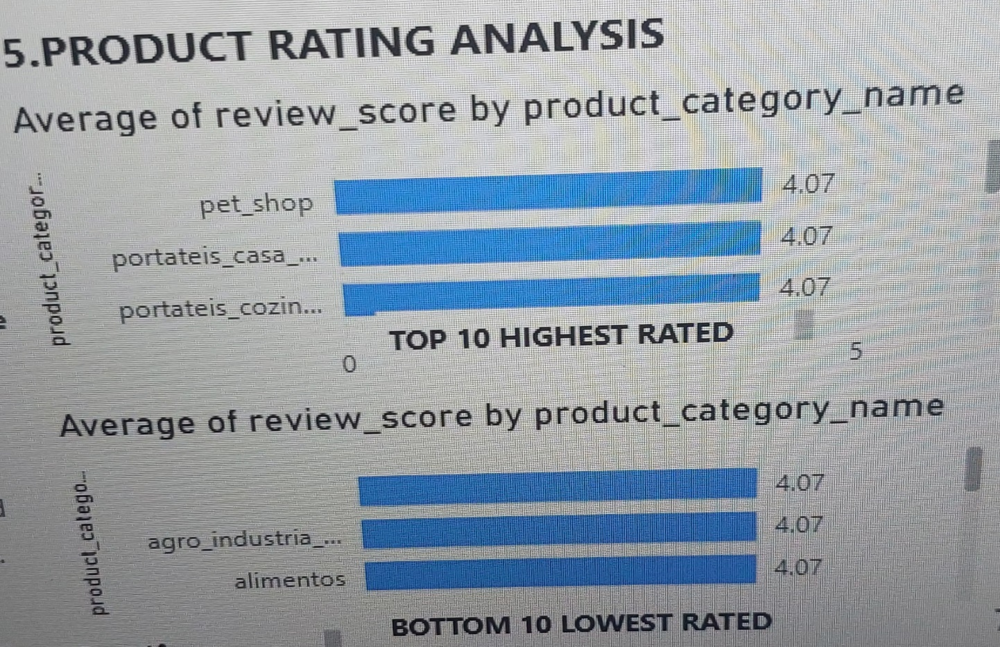 5.PRODUCT RATING ANALYSIS
Average of review_score by product_category_name
product_categor...
pet_shop 4.07
portateis_casa_... 4.07
portateis_cozin... 4.07
TOP 10 HIGHEST RATED
0 5
Average of review_score by product_category_name
product_catego...
4.07
agro_industria_... 4.07
alimentos 4.07
BOTTOM 10 LOWEST RATED